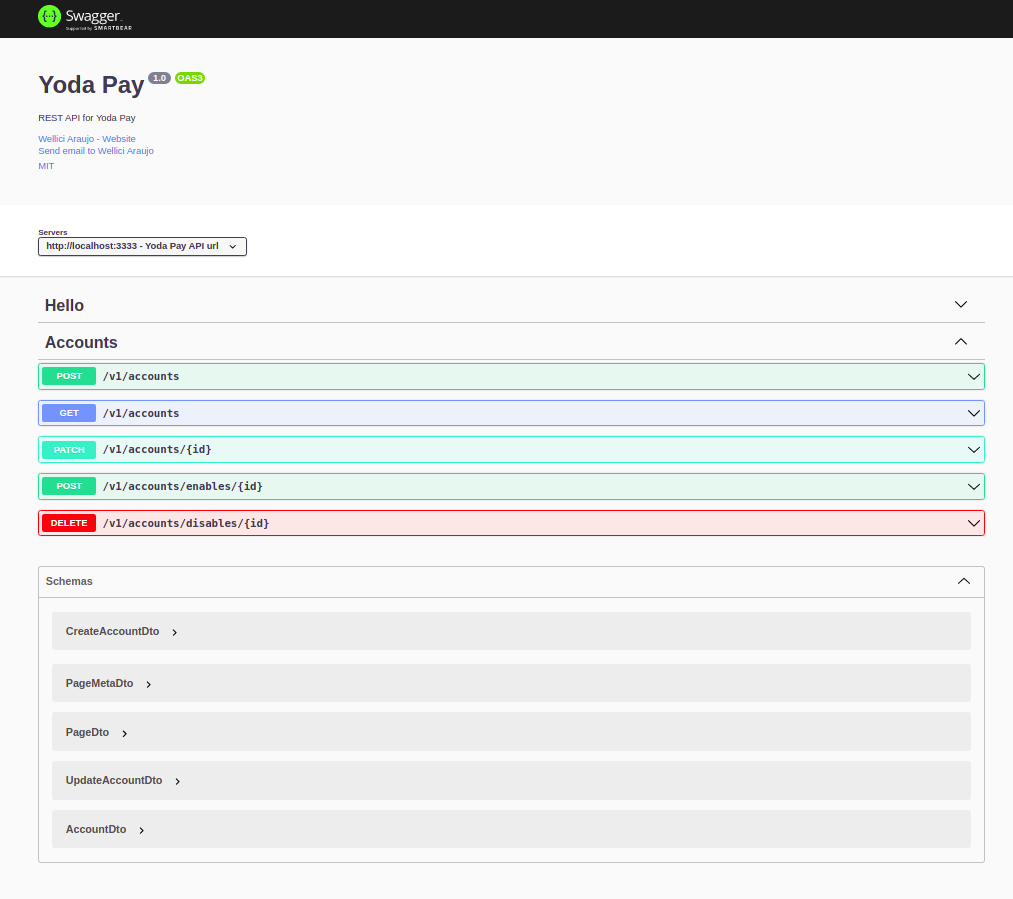 {...} Swagger.
Supported by SMARTBEAR
Yoda Pay 1.0 OAS3
REST API for Yoda Pay
Wellici Araujo - Website
Send email to Wellici Araujo
MIT
Servers
http://localhost:3333 - Yoda Pay API url
Hello
Accounts
POST /v1/accounts
GET /v1/accounts
PATCH /v1/accounts/{id}
POST /v1/accounts/enables/{id}
DELETE /v1/accounts/disables/{id}
Schemas
CreateAccountDto
PageMetaDto
PageDto
UpdateAccountDto
AccountDto